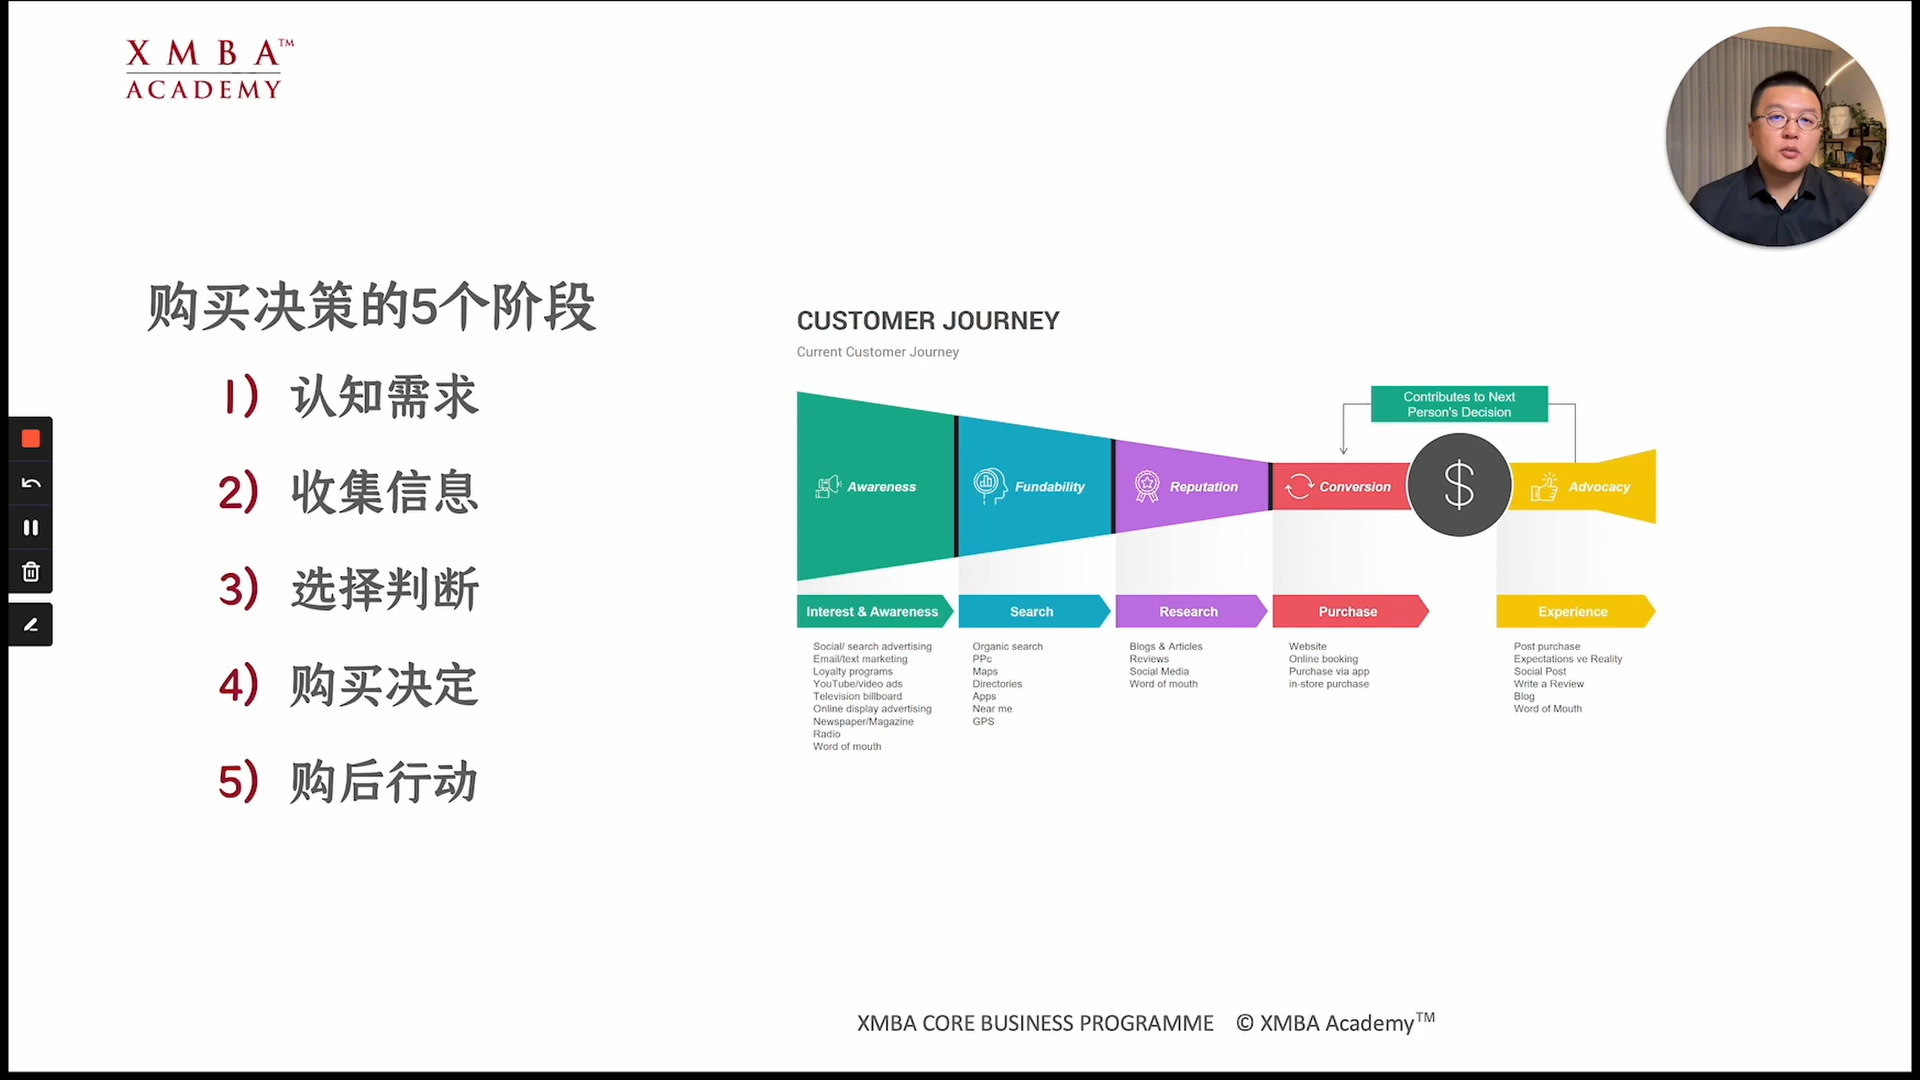 XMBA™
ACADEMY
购买决策的5个阶段
1) 认知需求
2) 收集信息
3) 选择判断
4) 购买决定
5) 购后行动
CUSTOMER JOURNEY
Current Customer Journey
Contributes to Next
Person's Decision
Awareness
Fundability
Reputation
Conversion
$
Advocacy
Interest & Awareness
Social/ search advertising
Email/text marketing
Loyalty programs
YouTube/video ads
Television billboard
Online display advertising
Newspaper/Magazine
Radio
Word of mouth
Search
Organic search
PPc
Maps
Directories
Apps
Near me
GPS
Research
Blogs & Articles
Reviews
Social Media
Word of mouth
Purchase
Website
Online booking
Purchase via app
in-store purchase
Experience
Post purchase
Expectations ve Reality
Social Post
Write a Review
Blog
Word of Mouth
XMBA CORE BUSINESS PROGRAMME © XMBA Academy™